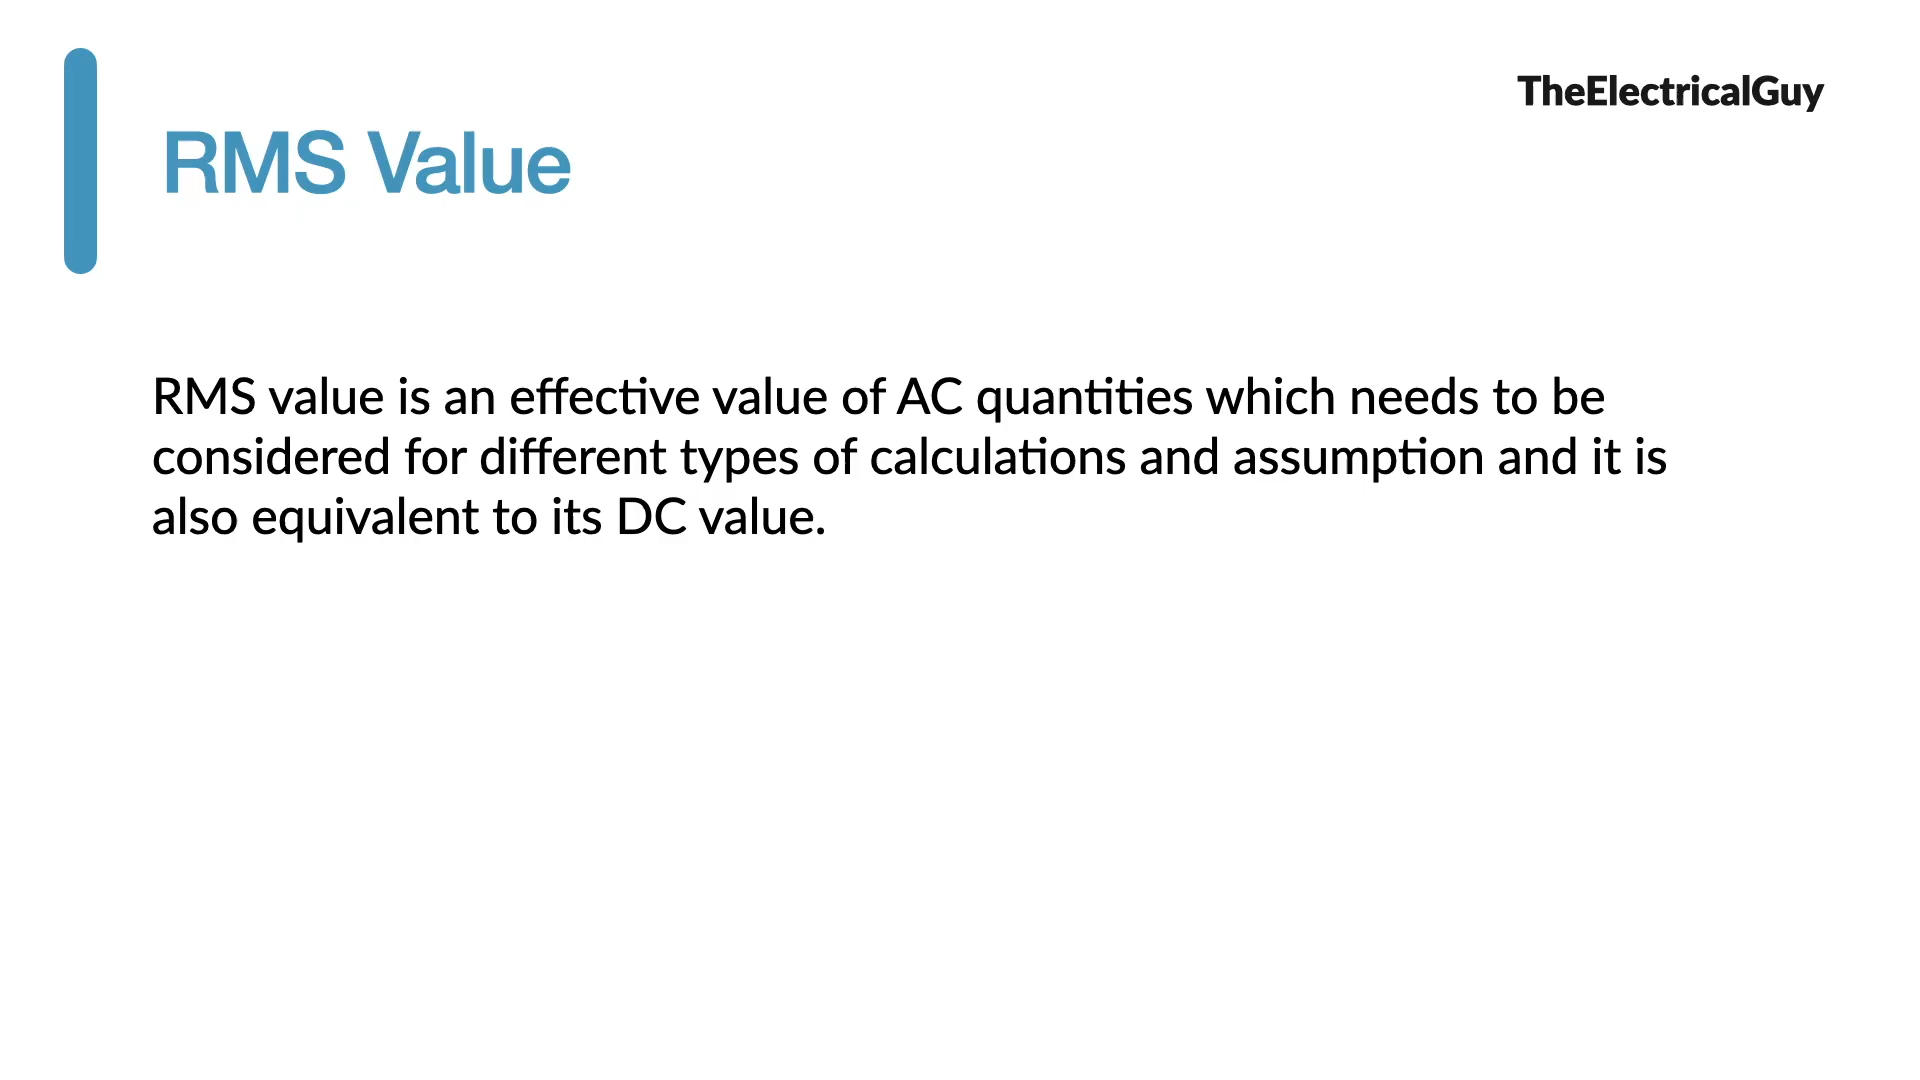 TheElectricalGuy
RMS Value
RMS value is an effective value of AC quantities which needs to be
considered for different types of calculations and assumption and it is
also equivalent to its DC value.